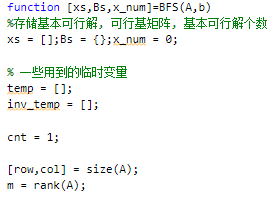 function [xs,Bs,x_num]=BFS(A,b)
%存储基本可行解，可行基矩阵，基本可行解个数
xs = [];Bs = {};x_num = 0;
% 一些用到的临时变量
temp = [];
inv_temp = [];
cnt = 1;
[row,col] = size(A);
m = rank(A);